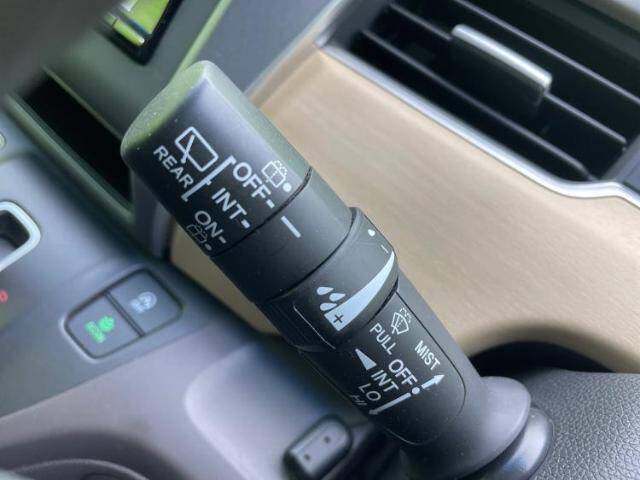 REAR
OFF
INT
ON
MIST
PULL
OFF
INT
LO
HI